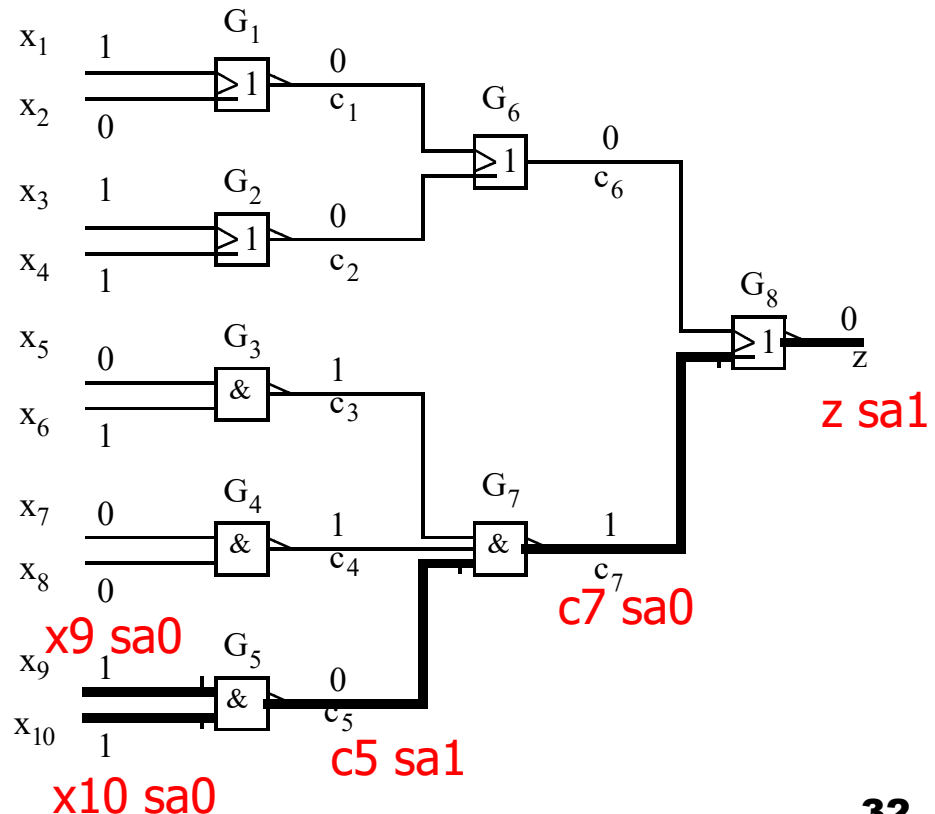 G1
x1 1
0
≥1
c1
x2 0
G6
0
≥1
c6
x3 1
G2
0
≥1
c2
x4 1
G8
0
≥1
z
z sa1
x5 0
G3
1
&
c3
x6 1
G7
1
&
c7
c7 sa0
x7 0
G4
1
&
c4
x8 0
x9 sa0
x9 1
G5
0
&
c5
c5 sa1
x10 1
x10 sa0
32